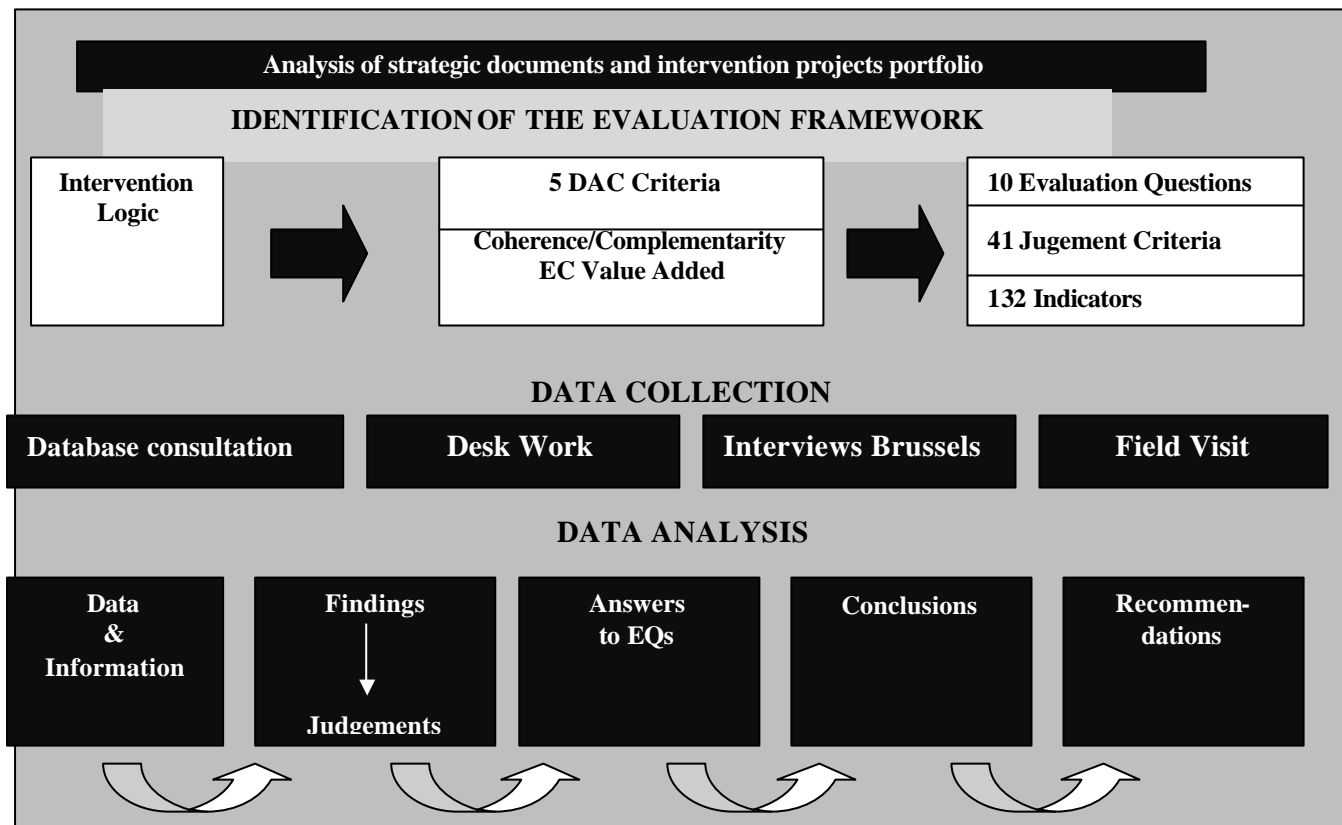 Analysis of strategic documents and intervention projects portfolio
IDENTIFICATION OF THE EVALUATION FRAMEWORK
Intervention
Logic
5 DAC Criteria
Coherence/Complementarity
EC Value Added
10 Evaluation Questions
41 Jugement Criteria
132 Indicators
DATA COLLECTION
Database consultation
Desk Work
Interviews Brussels
Field Visit
DATA ANALYSIS
Data
&
Information
Findings
Judgements
Answers
to EQs
Conclusions
Recommen-
dations